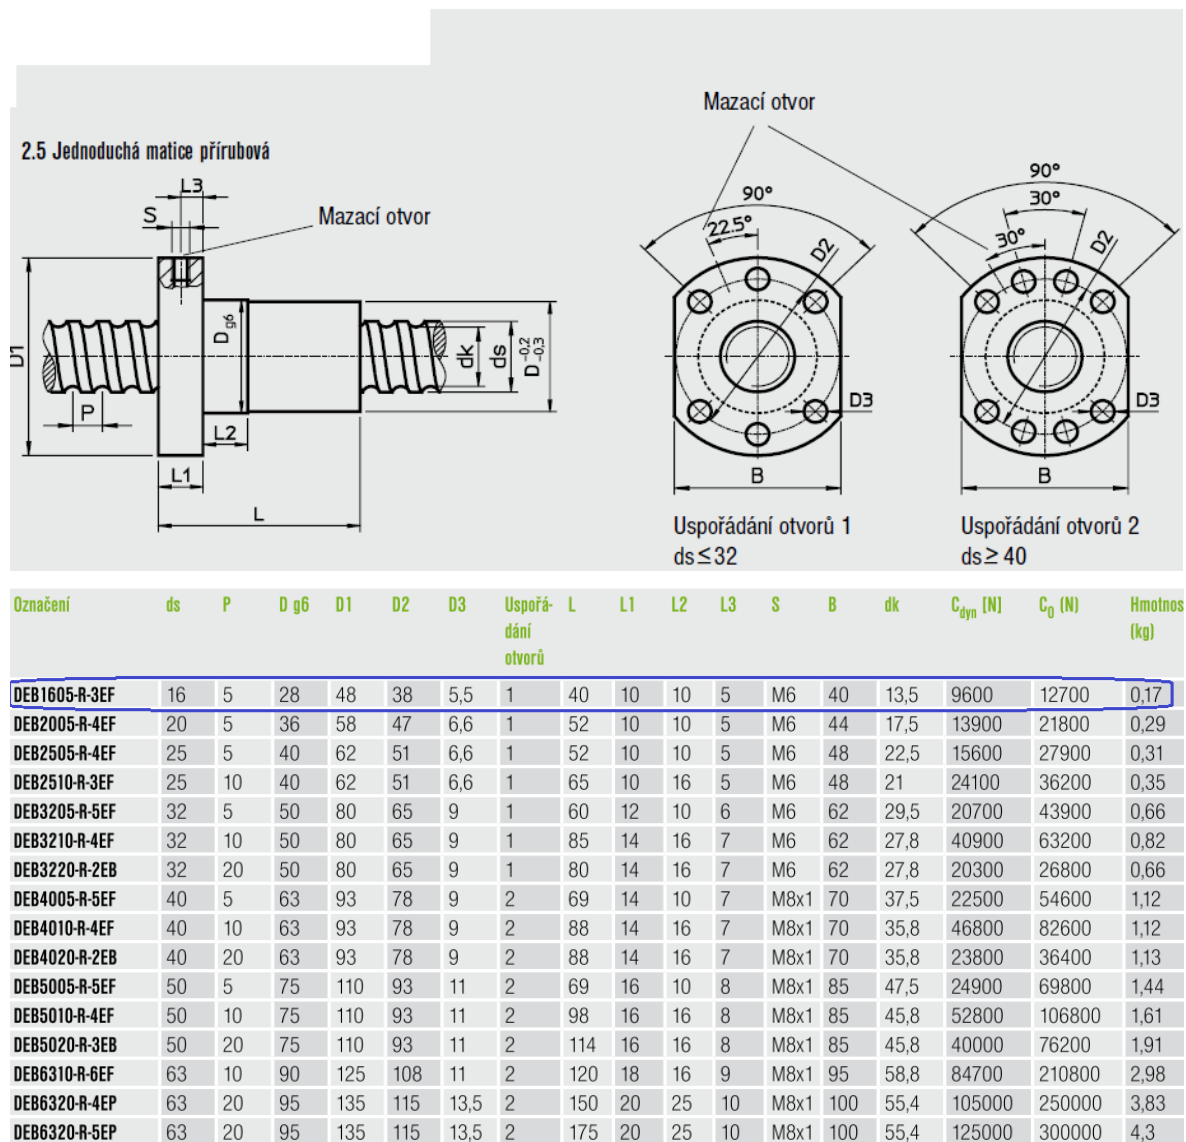 Mazací otvor
2.5 Jednoduchá matice přírubová
L3
S
Mazací otvor
D1
D g6
dk
ds
D -0,2 -0,3
P
L2
L1
L
90°
22.5°
D2
D3
B
90°
30°
30°
D2
D3
B
Uspořádání otvorů 1
ds≤32
Uspořádání otvorů 2
ds≥40
Označení ds P D g6 D1 D2 D3 Uspořá-dání otvorů L L1 L2 L3 S B dk Cdyn [N] C0 (N) Hmotnos (kg)
DEB1605-R-3EF 16 5 28 48 38 5,5 1 40 10 10 5 M6 40 13,5 9600 12700 0,17
DEB2005-R-4EF 20 5 36 58 47 6,6 1 52 10 10 5 M6 44 17,5 13900 21800 0,29
DEB2505-R-4EF 25 5 40 62 51 6,6 1 52 10 10 5 M6 48 22,5 15600 27900 0,31
DEB2510-R-3EF 25 10 40 62 51 6,6 1 65 10 16 5 M6 48 21 24100 36200 0,35
DEB3205-R-5EF 32 5 50 80 65 9 1 60 12 10 6 M6 62 29,5 20700 43900 0,66
DEB3210-R-4EF 32 10 50 80 65 9 1 85 14 16 7 M6 62 27,8 40900 63200 0,82
DEB3220-R-2EB 32 20 50 80 65 9 1 80 14 16 7 M6 62 27,8 20300 26800 0,66
DEB4005-R-5EF 40 5 63 93 78 9 2 69 14 10 7 M8x1 70 37,5 22500 54600 1,12
DEB4010-R-4EF 40 10 63 93 78 9 2 88 14 16 7 M8x1 70 35,8 46800 82600 1,12
DEB4020-R-2EB 40 20 63 93 78 9 2 88 14 16 7 M8x1 70 35,8 23800 36400 1,13
DEB5005-R-5EF 50 5 75 110 93 11 2 69 16 10 8 M8x1 85 47,5 24900 69800 1,44
DEB5010-R-4EF 50 10 75 110 93 11 2 98 16 16 8 M8x1 85 45,8 52800 106800 1,61
DEB5020-R-3EB 50 20 75 110 93 11 2 114 16 16 8 M8x1 85 45,8 40000 76200 1,91
DEB6310-R-6EF 63 10 90 125 108 11 2 120 18 16 9 M8x1 95 58,8 84700 210800 2,98
DEB6320-R-4EP 63 20 95 135 115 13,5 2 150 20 25 10 M8x1 100 55,4 105000 250000 3,83
DEB6320-R-5EP 63 20 95 135 115 13,5 2 175 20 25 10 M8x1 100 55,4 125000 300000 4,3